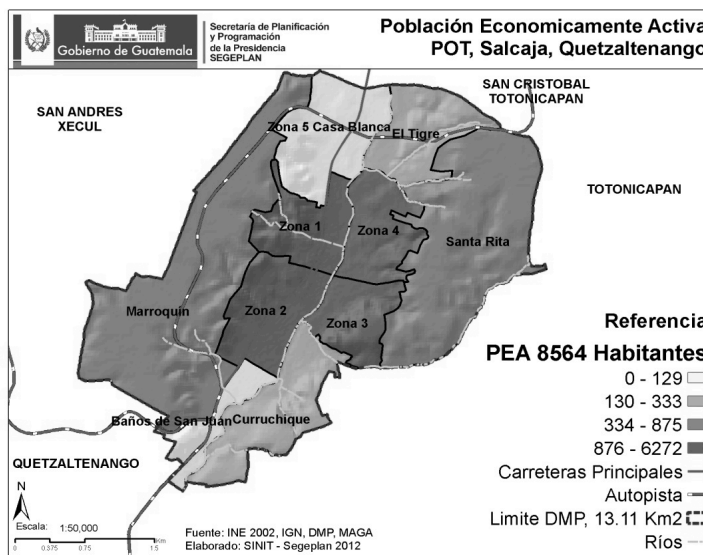 Gobierno de Guatemala
Secretaría de Planificación
y Programación
de la Presidencia
SEGEPLAN
Población Economicamente Activa
POT, Salcaja, Quetzaltenango
SAN ANDRES
XECUL
SAN CRISTOBAL
TOTONICAPAN
Zona 5 Casa Blanca
El Tigre
TOTONICAPAN
Zona 1
Zona 4
Santa Rita
Marroquín
Zona 2
Zona 3
Baños de San Juán
Curruchique
QUETZALTENANGO
Referencia
PEA 8564 Habitantes
0 - 129
130 - 333
334 - 875
876 - 6272
Carreteras Principales
Autopista
Limite DMP, 13.11 Km2
Ríos
N
Escala: 1:50,000
Km
0 0.375 0.75 1.5
Fuente: INE 2002, IGN, DMP, MAGA
Elaborado: SINIT - Segeplan 2012